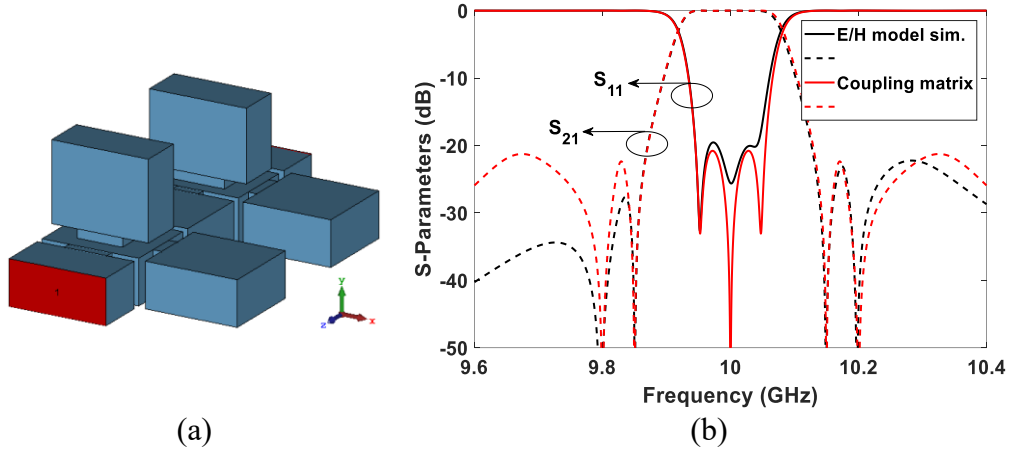 1
y
z
x
(a)
S-Parameters (dB)
0
-10
-20
-30
-40
-50
S11
S21
E/H model sim.
Coupling matrix
9.6
9.8
10
10.2
10.4
Frequency (GHz)
(b)